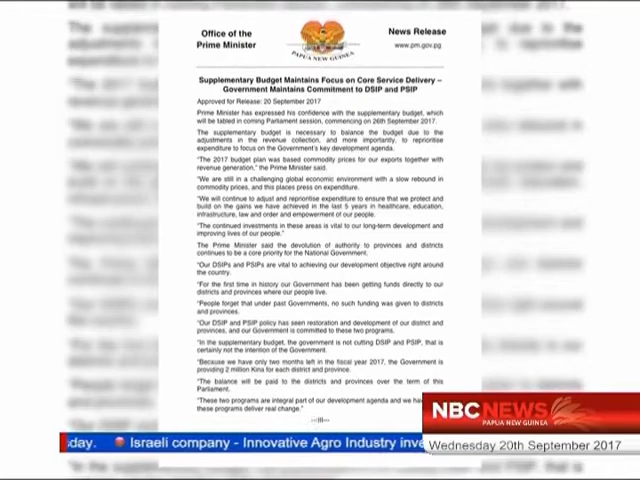 Office of the
Prime Minister
PAPUA NEW GUINEA
News Release
www.pm.gov.pg
Supplementary Budget Maintains Focus on Core Service Delivery –
Government Maintains Commitment to DSIP and PSIP
Approved for Release: 20 September 2017
Prime Minister has expressed his confidence with the supplementary budget, which
will be tabled in coming Parliament session, commencing on 26th September 2017.
The supplementary budget is necessary to balance the budget due to the
adjustments in the revenue collection, and more importantly, to reprioritise
expenditure to focus on the Government's key development agenda.
"The 2017 budget plan was based commodity prices for our exports together with
revenue generation," the Prime Minister said.
"We are still in a challenging global economic environment with a slow rebound in
commodity prices, and this places press on expenditure.
"We will continue to adjust and reprioritise expenditure to ensure that we protect and
build on the gains we have achieved in the last 5 years in healthcare, education,
infrastructure, law and order and empowerment of our people.
"The continued investments in these areas is vital to our long-term development and
improving lives of our people."
The Prime Minister said the devolution of authority to provinces and districts
continues to be a core priority for the National Government.
"Our DSIPs and PSIPs are vital to achieving our development objective right around
the country.
"For the first time in history our Government has been getting funds directly to our
districts and provinces where our people live.
"People forget that under past Governments, no such funding was given to districts
and provinces.
"Our DSIP and PSIP policy has seen restoration and development of our district and
provinces, and our Government is committed to these two programs.
"In the supplementary budget, the government is not cutting DSIP and PSIP, that is
certainly not the intention of the Government.
"Because we have only two months left in the fiscal year 2017, the Government is
providing 2 million Kina for each district and province.
"The balance will be paid to the districts and provinces over the term of this
Parliament.
"These two programs are integral part of our development agenda and we ha
these programs deliver real change."
NBC NEWS
PAPUA NEW GUINEA
day. Israeli company - Innovative Agro Industry inve
Wednesday 20th September 2017